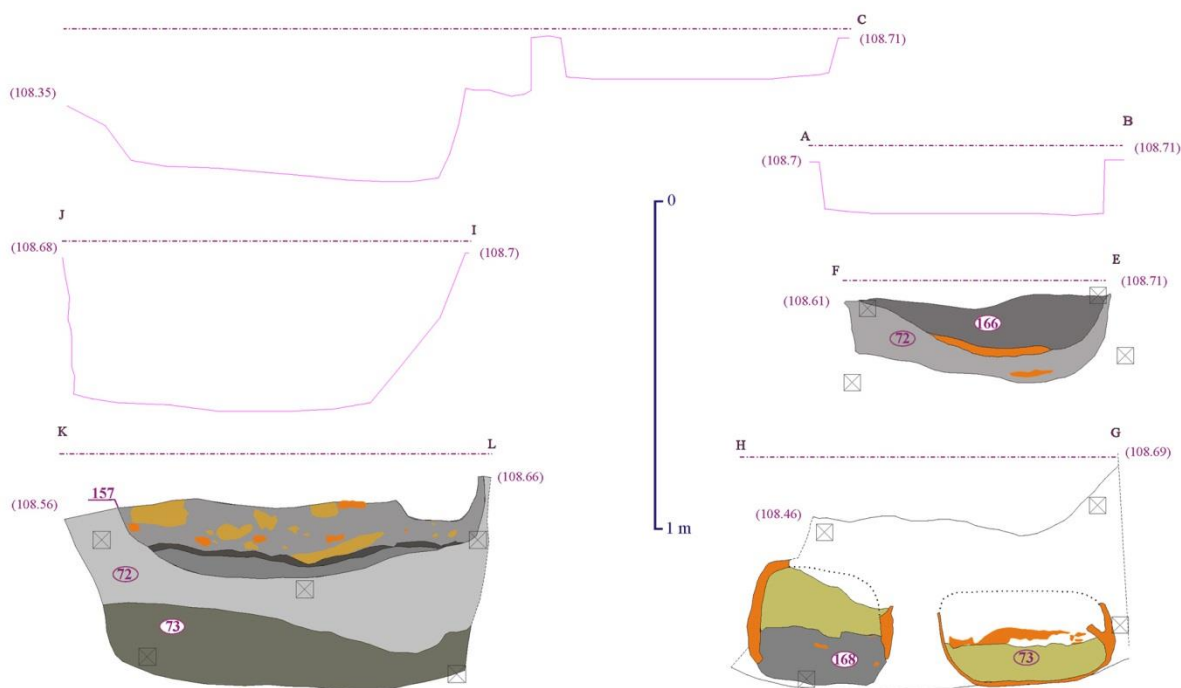 C
(108.71)
(108.35)
A
B
(108.7)
(108.71)
0
J
I
(108.68)
(108.7)
F
E
(108.61)
(108.71)
166
72
K
L
H
G
(108.69)
157
(108.66)
(108.56)
(108.46)
1 m
72
73
168
73